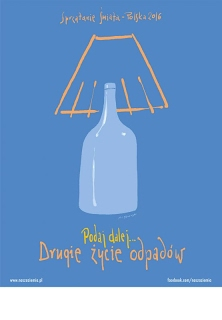 Sprzątanie świata - Polska 2016
Podaj dalej...
Drugie życie odpadów
www.naszaziemia.pl
facebook.com/naszaziemia